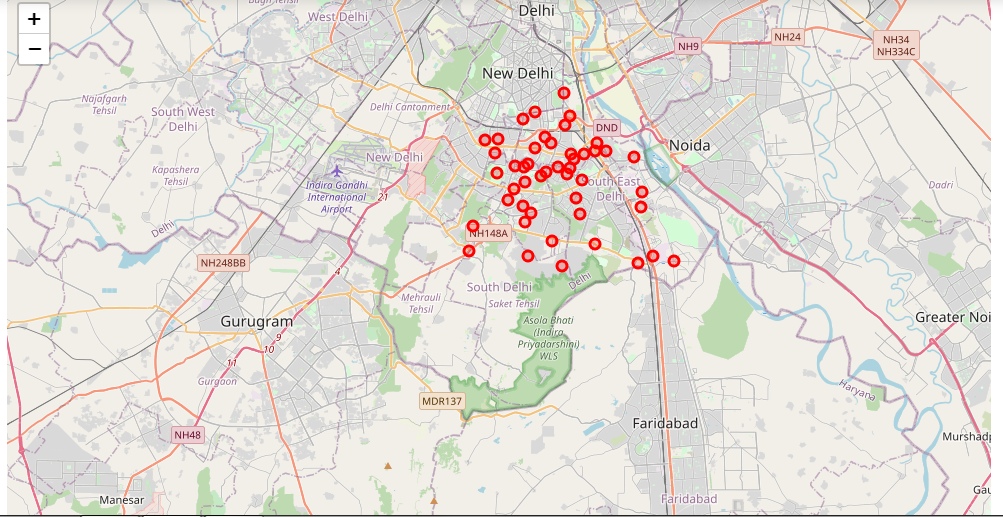 Bagh Tehsil
+
−
Delhi
West Delhi
NH24
NH34
NH334C
NH9
New Delhi
Najafgarh
Tehsil
South West
Delhi
Delhi Cantonment
DND
Noida
New Delhi
Kapashera
Tehsil
Indira Gandhi
International
Airport
21
South East
Delhi
Dadri
Delhi
NH148A
NH248BB
4
Delhi
South Delhi
Mehrauli
Tehsil
Saket Tehsil
Gurugram
Greater Noi
9
10
11
Asola Bhati
(Indira
Priyadarshini)
WLS
Gurgaon
Haryana
MDR137
Faridabad
NH48
Murshadp
Manesar
Faridabad
Gau